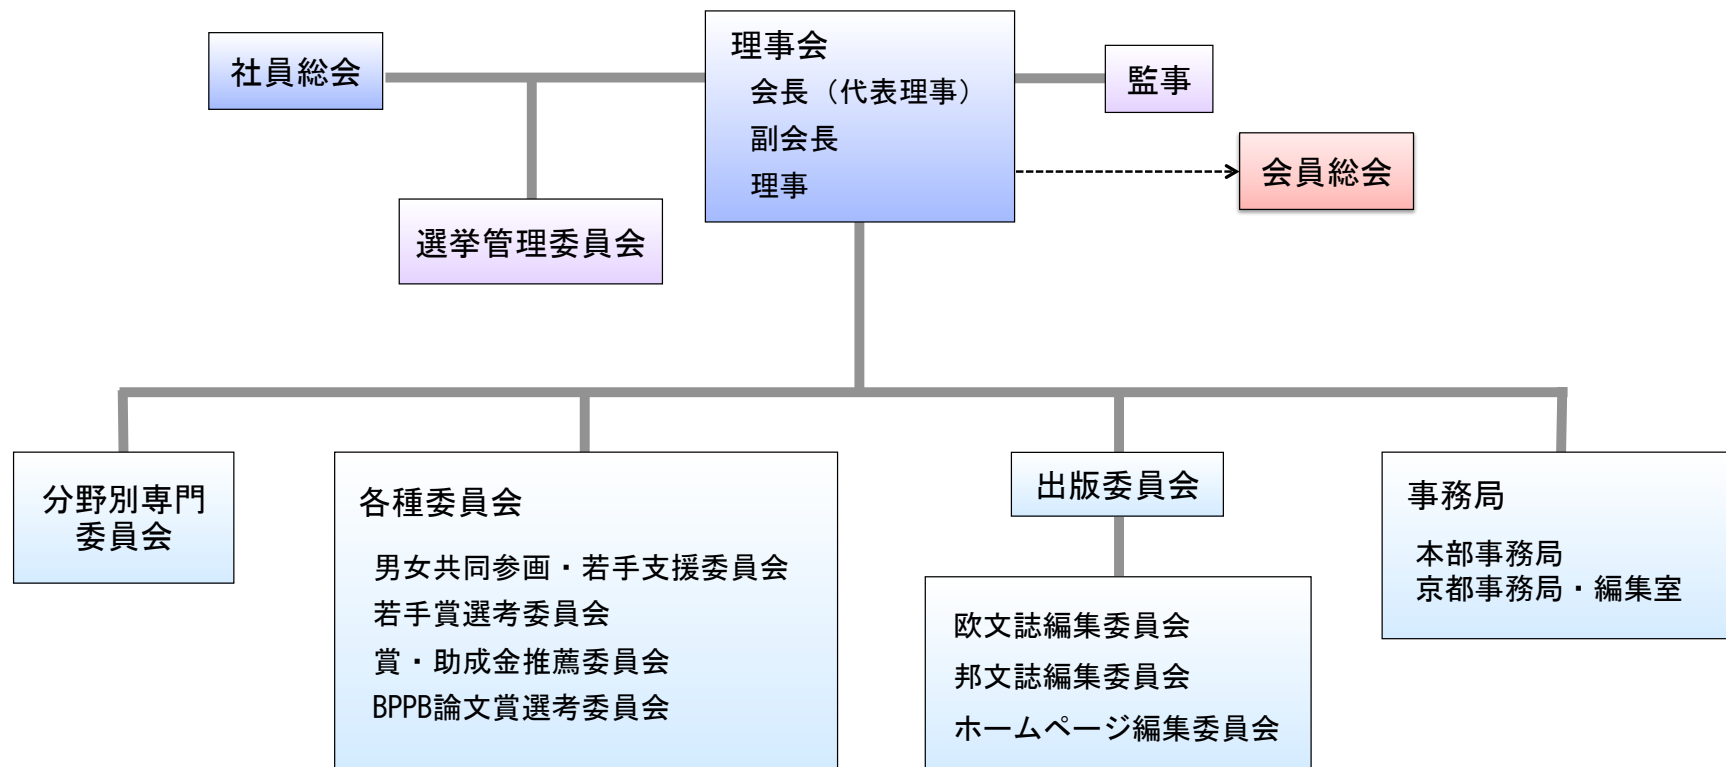 社員総会
理事会
会長（代表理事）
副会長
理事
監事
会員総会
選挙管理委員会
分野別専門
委員会
各種委員会
男女共同参画・若手支援委員会
若手賞選考委員会
賞・助成金推薦委員会
BPPB論文賞選考委員会
出版委員会
欧文誌編集委員会
邦文誌編集委員会
ホームページ編集委員会
事務局
本部事務局
京都事務局・編集室